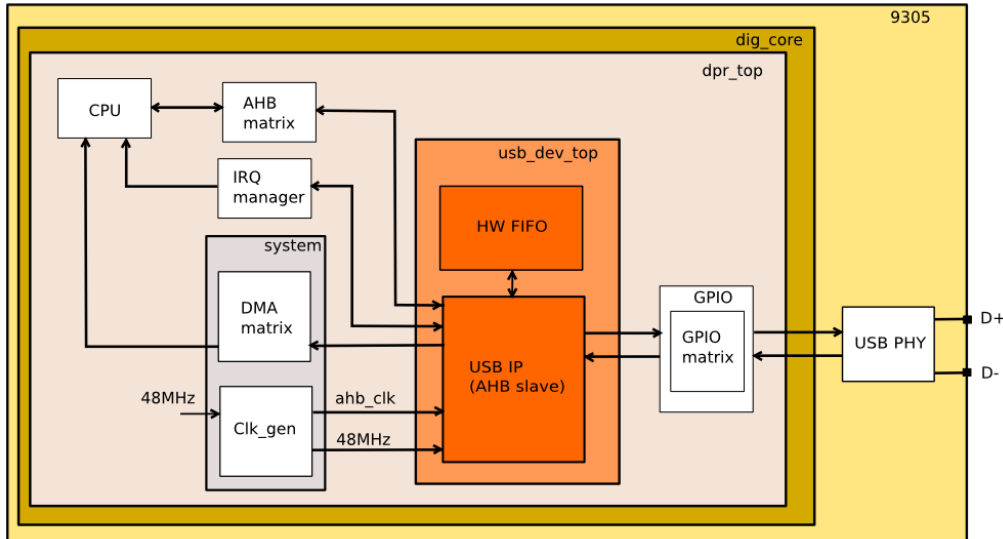 9305
dig_core
dpr_top
CPU
AHB
matrix
IRQ
manager
usb_dev_top
HW FIFO
system
DMA
matrix
USB IP
(AHB slave)
GPIO
GPIO
matrix
USB PHY
D+
D-
48MHz
Clk_gen
ahb_clk
48MHz